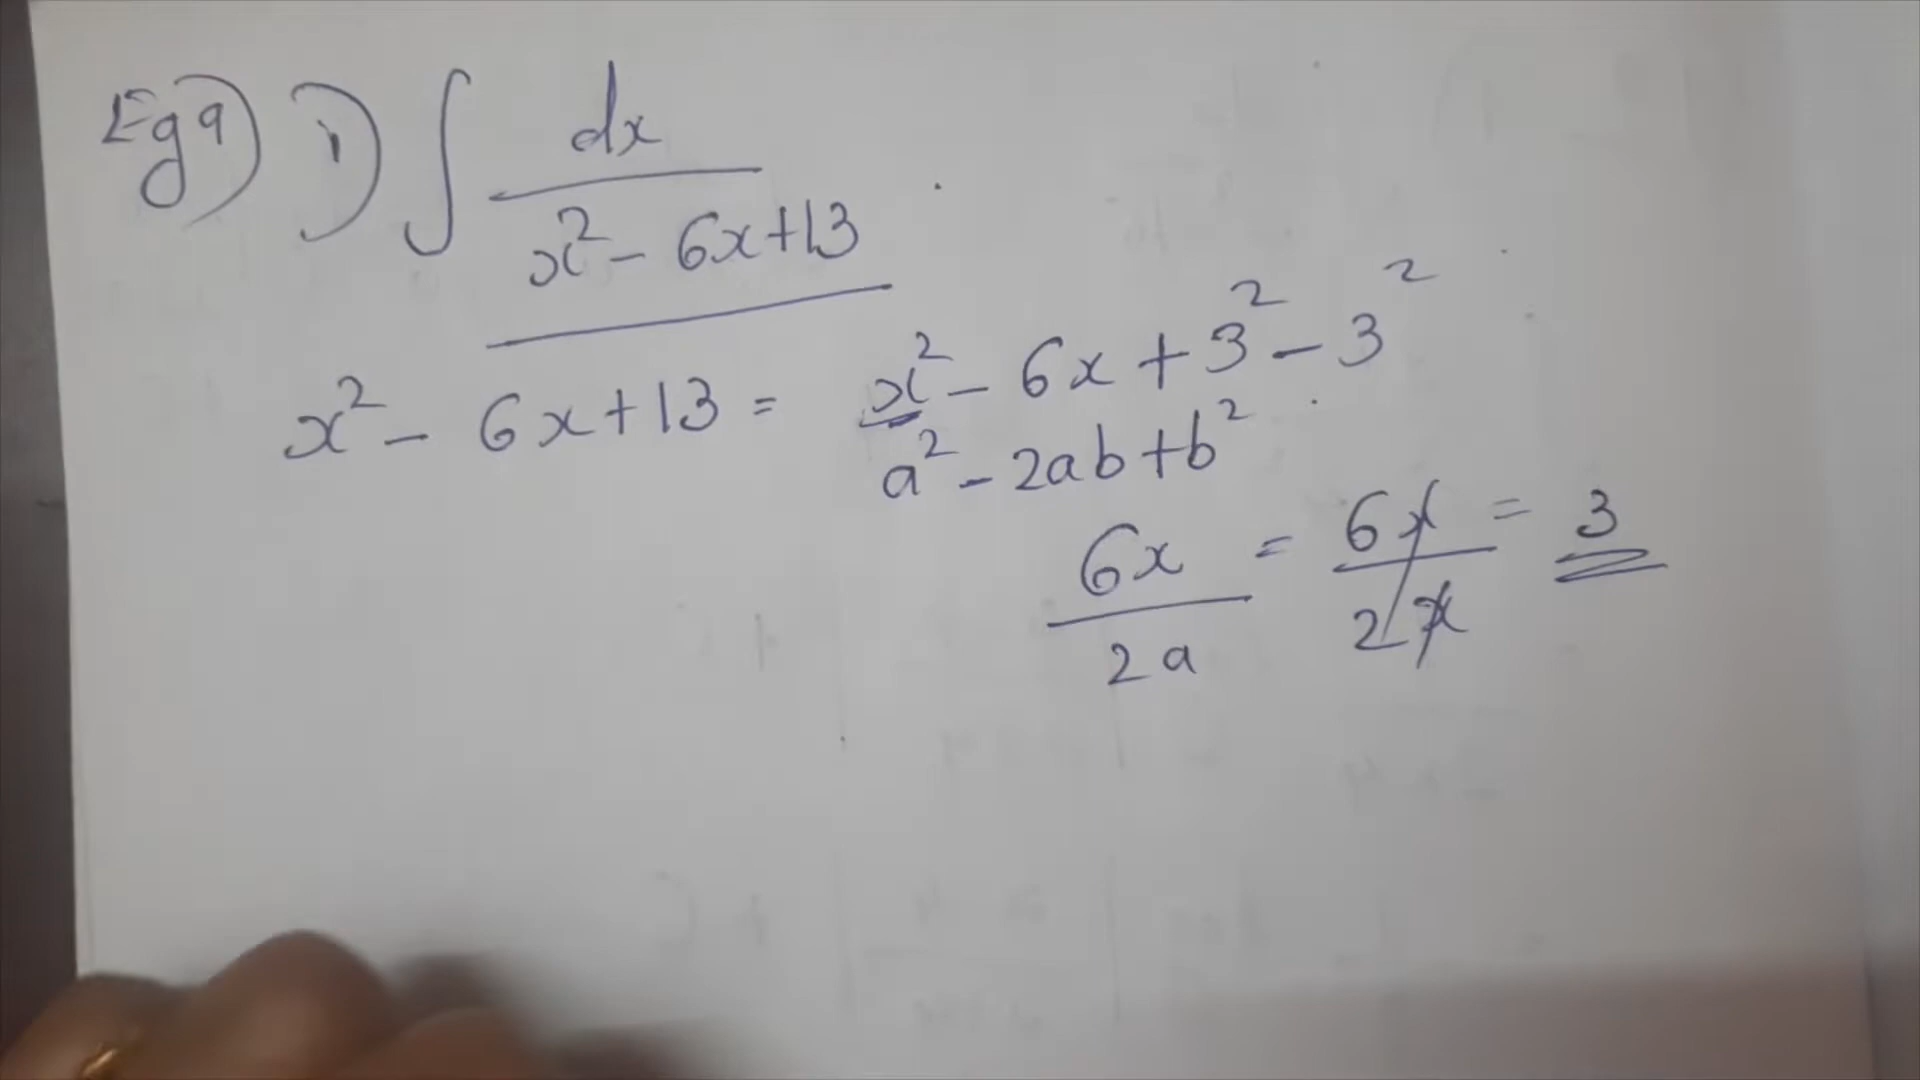 Eg 9) 1) ∫ dx / x² - 6x + 13
x² - 6x + 13 = x² - 6x + 3² - 3²
a² - 2ab + b²
6x / 2a = 6x / 2x = 3